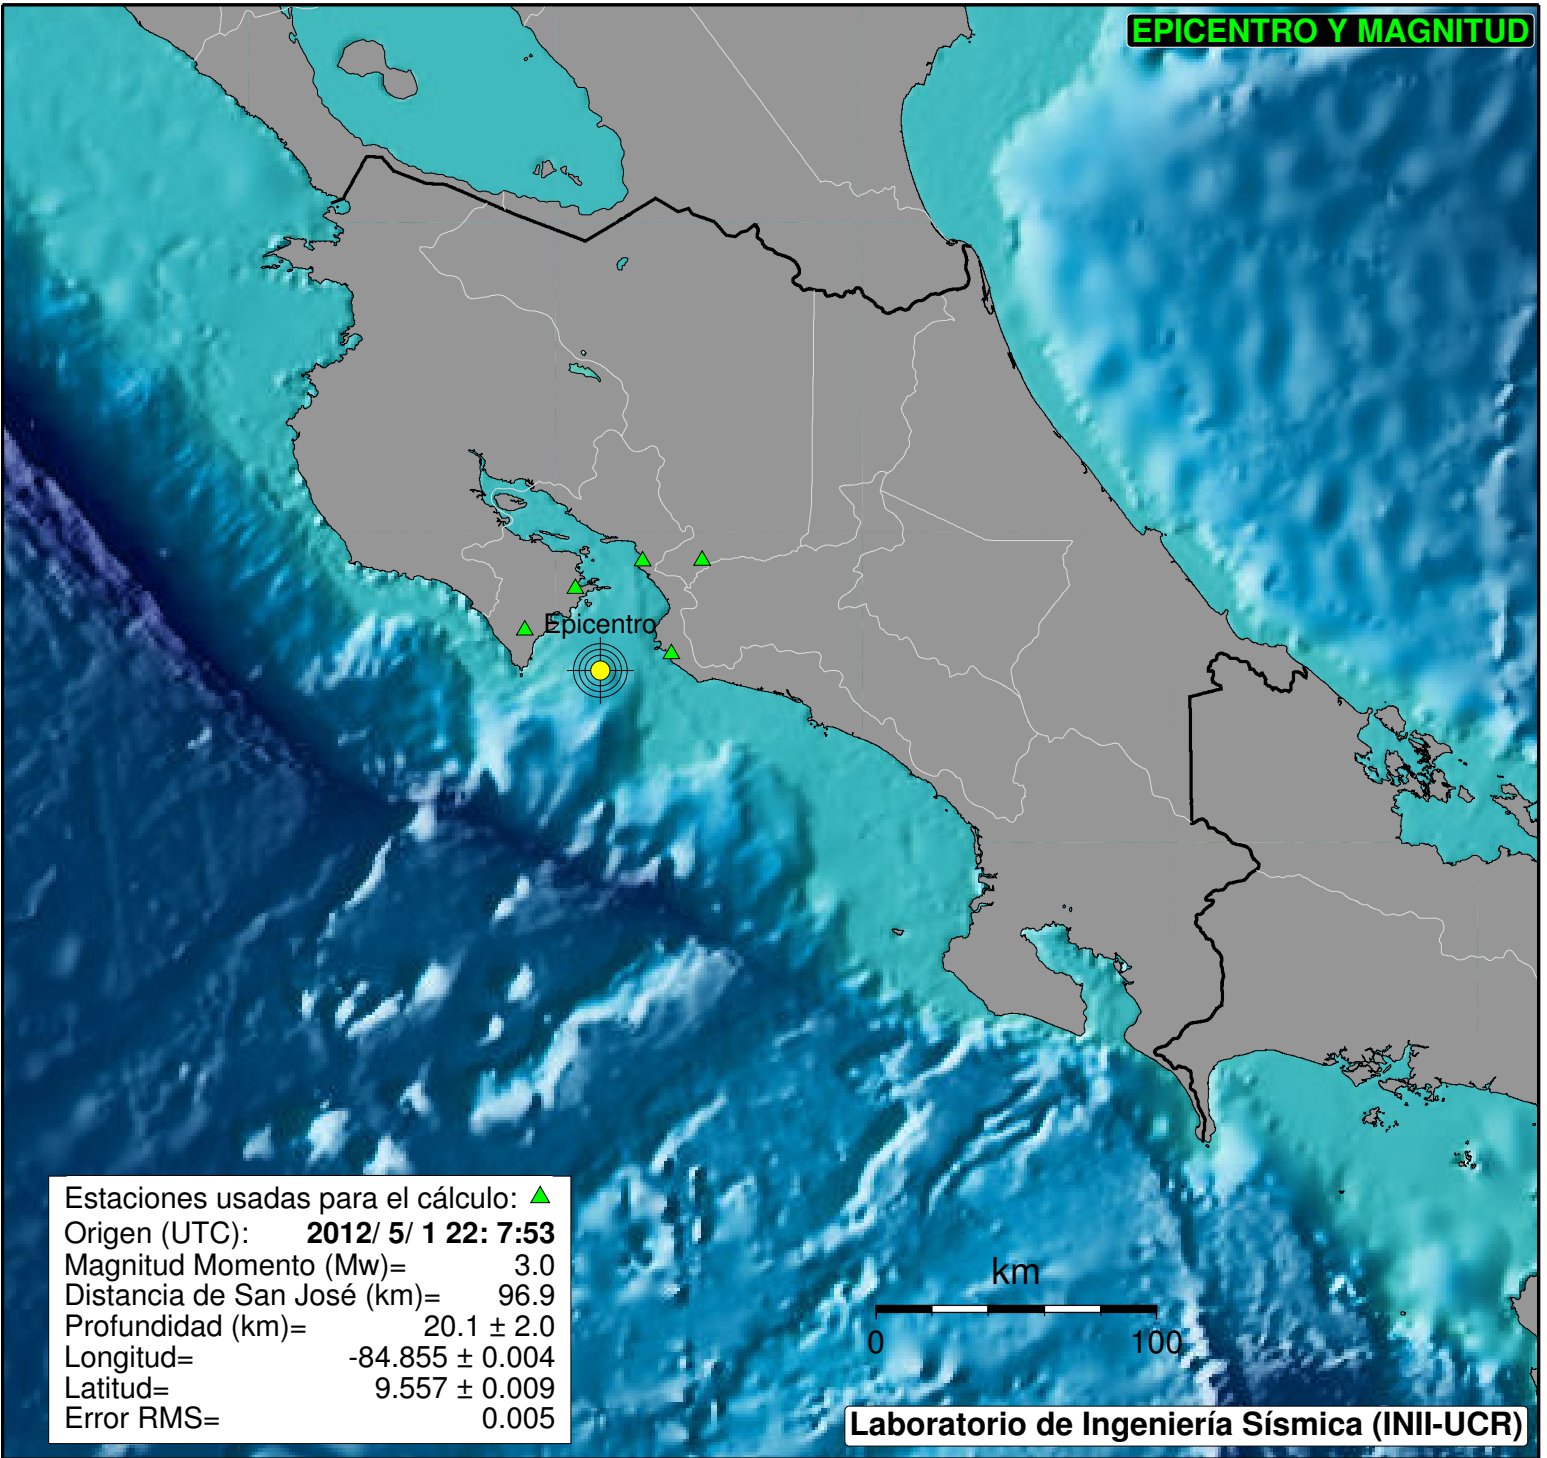 EPICENTRO Y MAGNITUD
Epicentro
Estaciones usadas para el cálculo:
Origen (UTC): 2012/ 5/ 1 22: 7:53
Magnitud Momento (Mw)= 3.0
Distancia de San José (km)= 96.9
Profundidad (km)= 20.1 ± 2.0
Longitud= -84.855 ± 0.004
Latitud= 9.557 ± 0.009
Error RMS= 0.005
km
0 100
Laboratorio de Ingeniería Sísmica (INII-UCR)